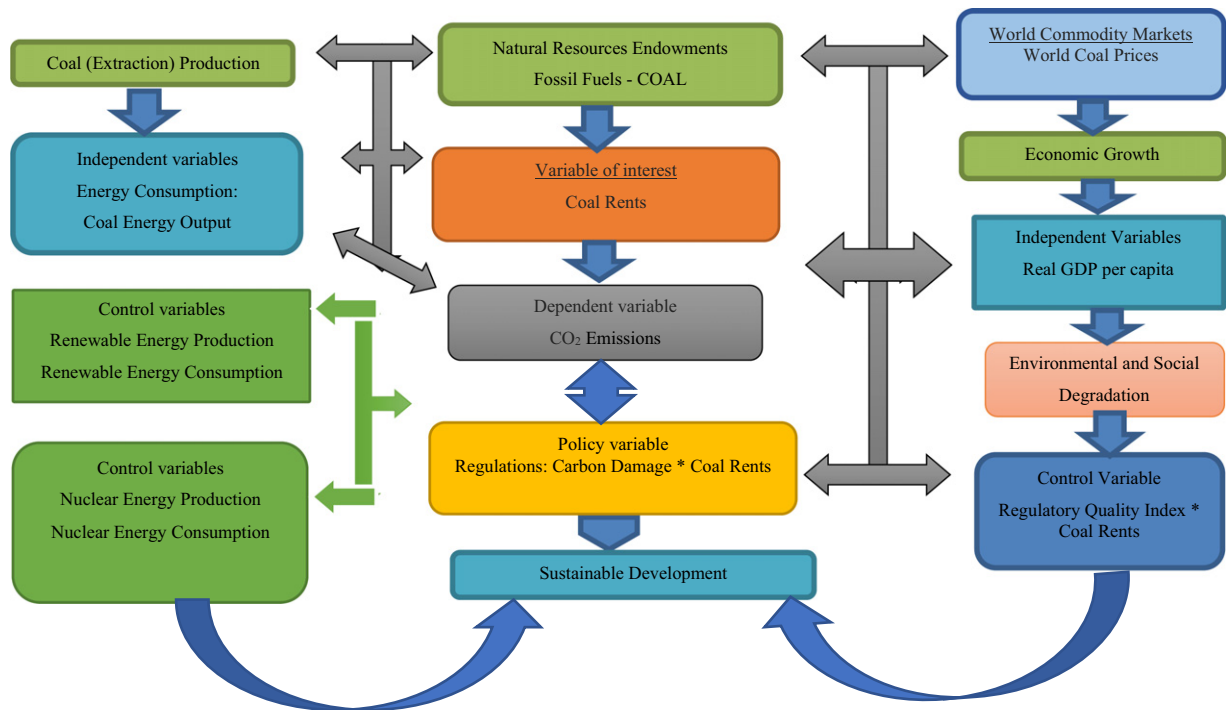 Coal (Extraction) Production
Independent variables
Energy Consumption:
Coal Energy Output
Control variables
Renewable Energy Production
Renewable Energy Consumption
Control variables
Nuclear Energy Production
Nuclear Energy Consumption
Natural Resources Endowments
Fossil Fuels - COAL
Variable of interest
Coal Rents
Dependent variable
CO₂ Emissions
Policy variable
Regulations: Carbon Damage * Coal Rents
Sustainable Development
World Commodity Markets
World Coal Prices
Economic Growth
Independent Variables
Real GDP per capita
Environmental and Social
Degradation
Control Variable
Regulatory Quality Index *
Coal Rents